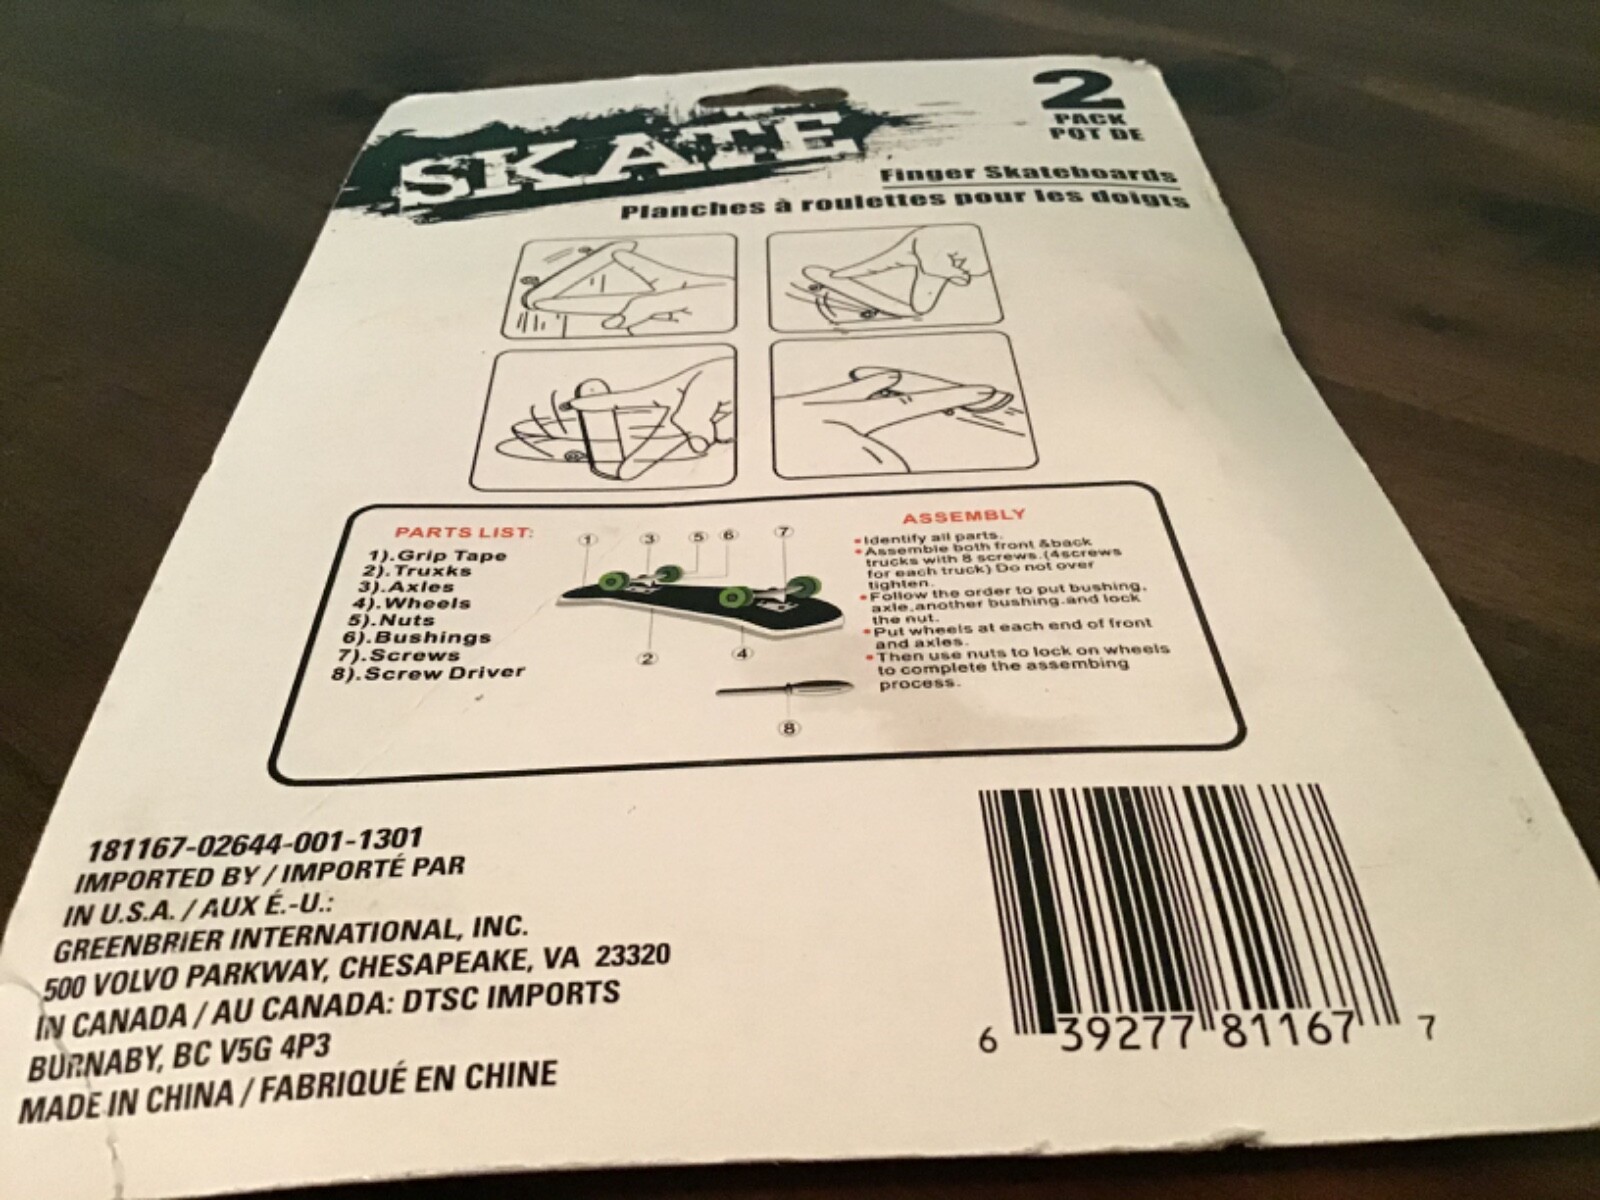 SKATE
2
PACK
PQT DE
Finger Skateboards
Planches à roulettes pour les doigts
PARTS LIST:
1).Grip Tape
2).Truxks
3).Axles
4).Wheels
5).Nuts
6).Bushings
7).Screws
8).Screw Driver
1 3 5 6 7
2 4
8
ASSEMBLY
•Identify all parts.
•Assemble both front &back
trucks with 8 screws.(4screws
for each truck) Do not over
tighten.
•Follow the order to put bushing,
axle,another bushing.and lock
the nut.
•Put wheels at each end of front
and axles.
•Then use nuts to lock on wheels
to complete the assembing
process.
181167-02644-001-1301
IMPORTED BY / IMPORTÉ PAR
IN U.S.A. / AUX É.-U.:
GREENBRIER INTERNATIONAL, INC.
500 VOLVO PARKWAY, CHESAPEAKE, VA 23320
IN CANADA / AU CANADA: DTSC IMPORTS
BURNABY, BC V5G 4P3
MADE IN CHINA / FABRIQUÉ EN CHINE
6 39277 81167 7